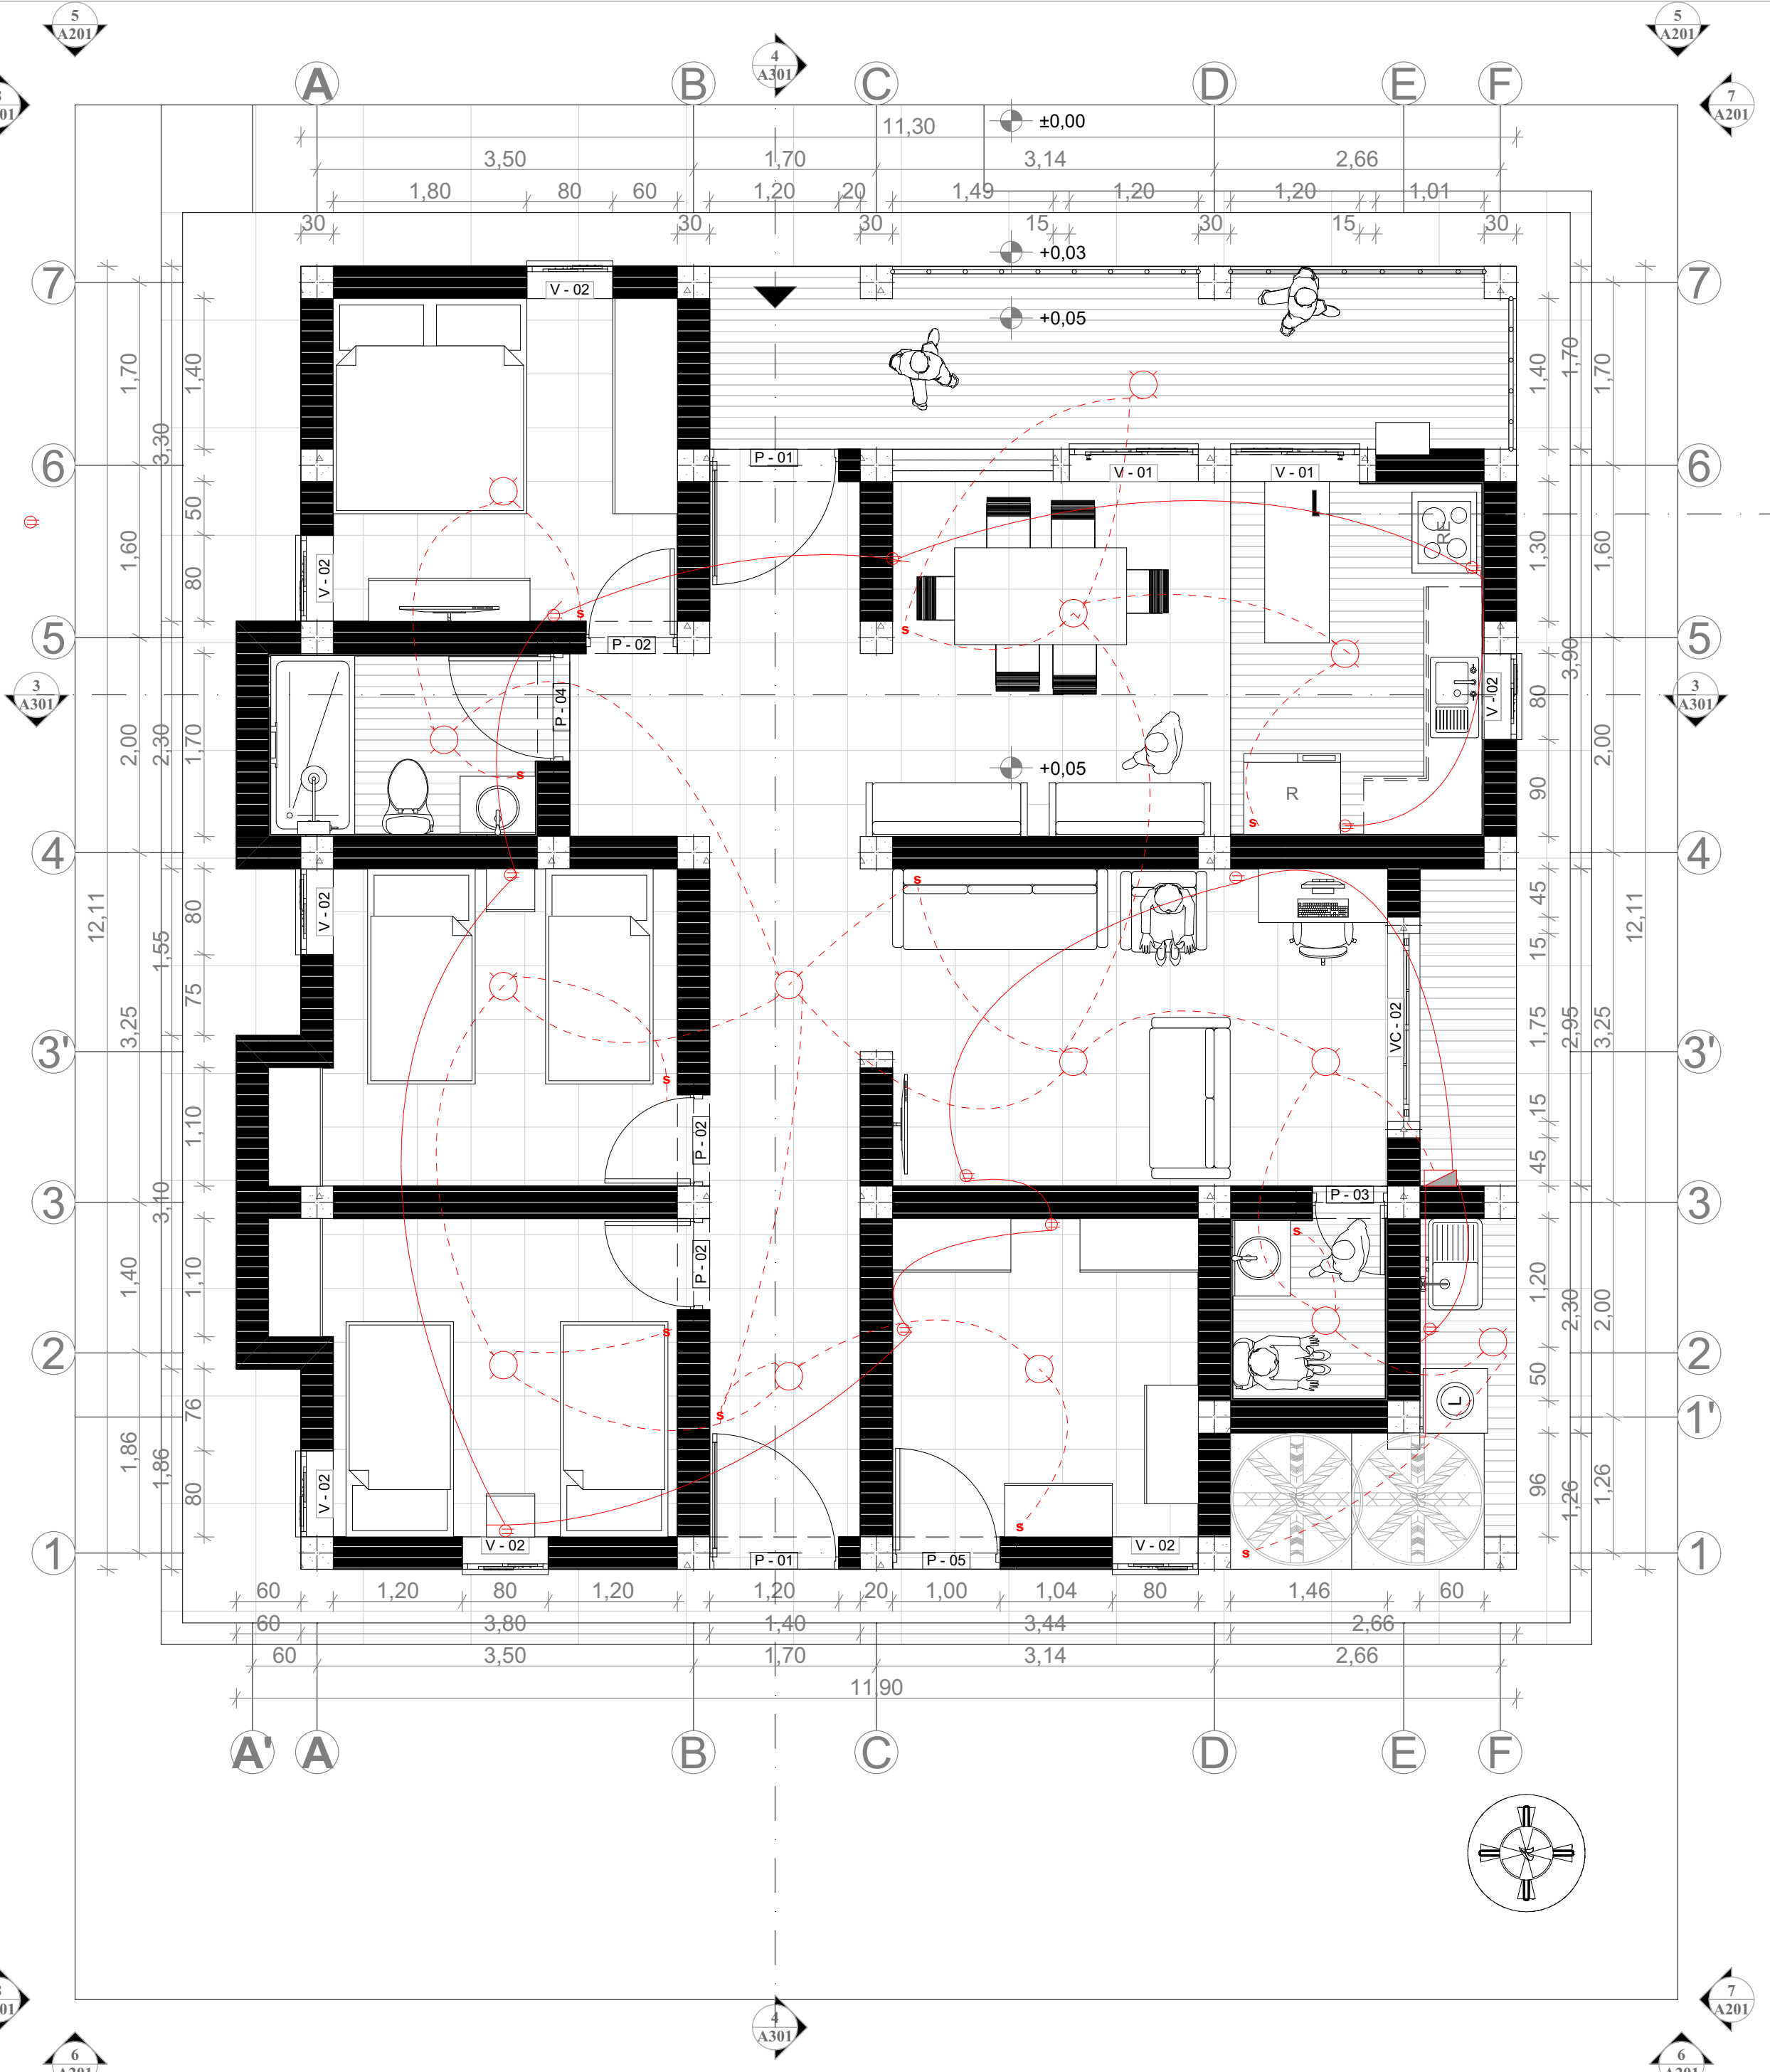 5 5
A201 A201
4
A301
7
A201
01
A B C D E F
±0,00
11,30
3,50 1,70 3,14 2,66
1,80 80 60 1,20 20 1,49 1,20 1,20 1,01
30 30 30 15 30 15 30
+0,03
7 V - 02 7
+0,05
1,70 3,30 1,40 1,40 1,70 1,70
6 P - 01 V - 01 V - 01 6
50 RE
1,60 V - 02 1,30 1,60
80 s
s
5 P - 02 5
3,90
3 P - 04 80 V - 02 3
A301 A301
2,00 2,30 1,70 2,00
+0,05
s R 90
s
4 4
s
12,11 80 V - 02 45 12,11
1,55 15
75
3,25 VC - 02 1,75 2,95 3,25
3' 3'
s
1,10 P - 02 15
45
3 3,10 P - 03 3
s
1,40 1,10 P - 02 1,20 2,30 2,00
s
2 2
50
76 s L 1'
1,86 1,86
80 V - 02 96 1,26 1,26
s
V - 02 V - 02 s
1 P - 01 P - 05 1
60 1,20 80 1,20 1,20 20 1,00 1,04 80 1,46 60
60 3,80 1,40 3,44 2,66
60 3,50 1,70 3,14 2,66
11,90
A' A B C D E F
01
4
A301
7
A201
6 6
A201 A201